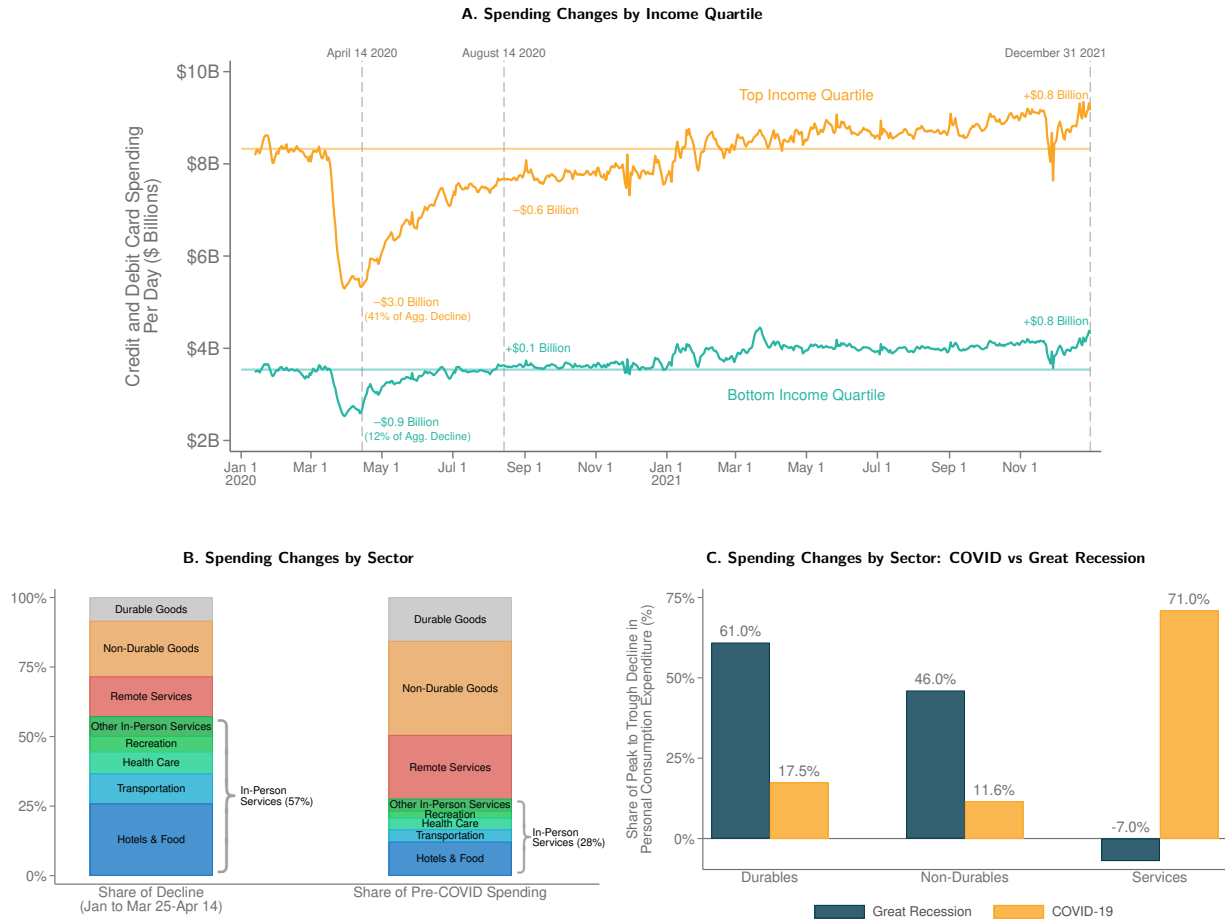 A. Spending Changes by Income Quartile
April 14 2020
August 14 2020
December 31 2021
Credit and Debit Card Spending
Per Day ($ Billions)
$10B
$8B
$6B
$4B
$2B
Top Income Quartile
+$0.8 Billion
–$0.6 Billion
–$3.0 Billion
(41% of Agg. Decline)
+$0.8 Billion
+$0.1 Billion
Bottom Income Quartile
–$0.9 Billion
(12% of Agg. Decline)
Jan 1
2020
Mar 1
May 1
Jul 1
Sep 1
Nov 1
Jan 1
2021
Mar 1
May 1
Jul 1
Sep 1
Nov 1
B. Spending Changes by Sector
100%
75%
50%
25%
0%
Durable Goods
Non-Durable Goods
Remote Services
Other In-Person Services
Recreation
Health Care
Transportation
Hotels & Food
In-Person
Services (57%)
Durable Goods
Non-Durable Goods
Remote Services
Other In-Person Services
Recreation
Health Care
Transportation
Hotels & Food
In-Person
Services (28%)
Share of Decline
(Jan to Mar 25-Apr 14)
Share of Pre-COVID Spending
C. Spending Changes by Sector: COVID vs Great Recession
Share of Peak to Trough Decline in
Personal Consumption Expenditure (%)
75%
50%
25%
0%
61.0%
17.5%
46.0%
11.6%
-7.0%
71.0%
Durables
Non-Durables
Services
Great Recession
COVID-19